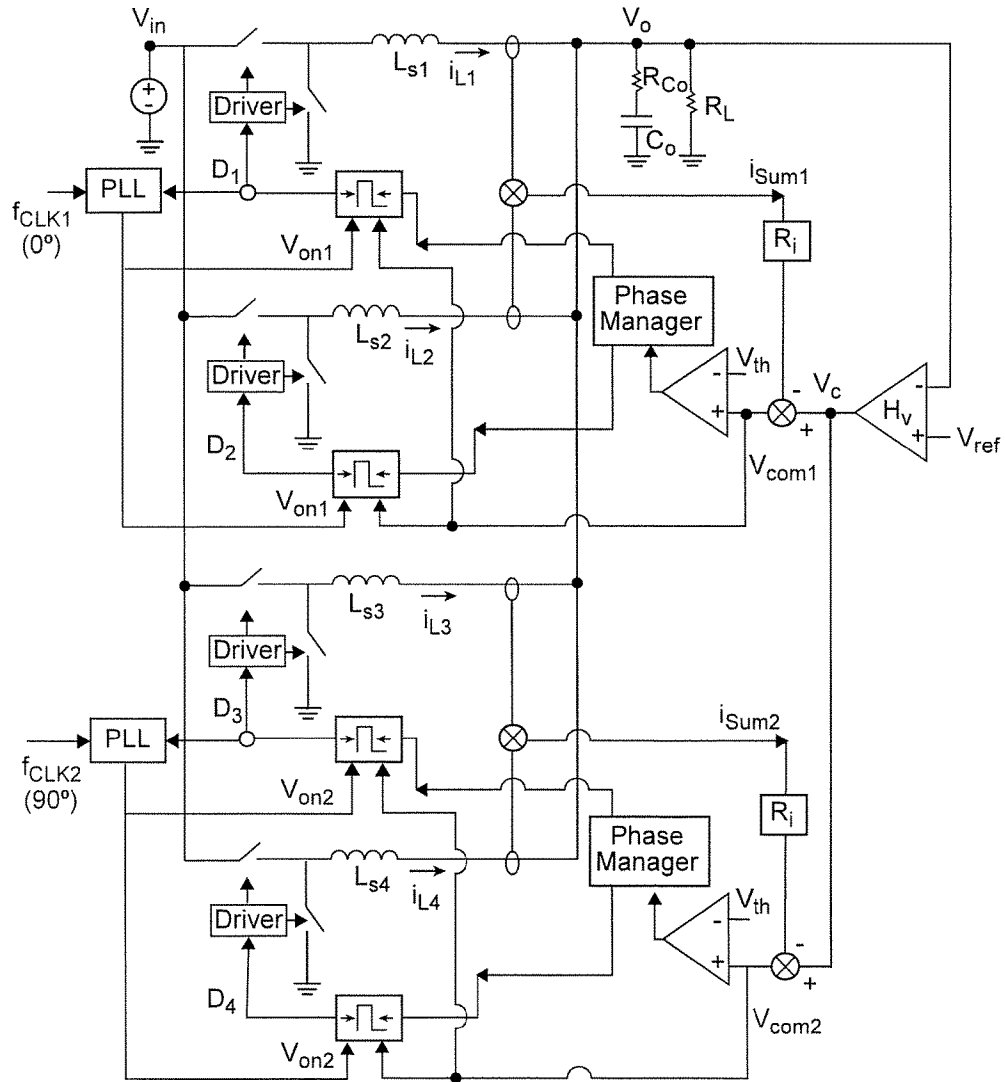 V_in
V_o
L_s1
i_L1
R_Co
R_L
C_o
+
-
Driver
D_1
PLL
f_CLK1
(0º)
V_on1
i_Sum1
R_i
Phase
Manager
L_s2
i_L2
Driver
D_2
V_on1
V_th
-
+
-
+
V_c
V_com1
H_v
-
+
V_ref
L_s3
i_L3
Driver
D_3
PLL
f_CLK2
(90º)
V_on2
i_Sum2
R_i
Phase
Manager
L_s4
i_L4
Driver
D_4
V_on2
V_th
-
+
-
+
V_com2